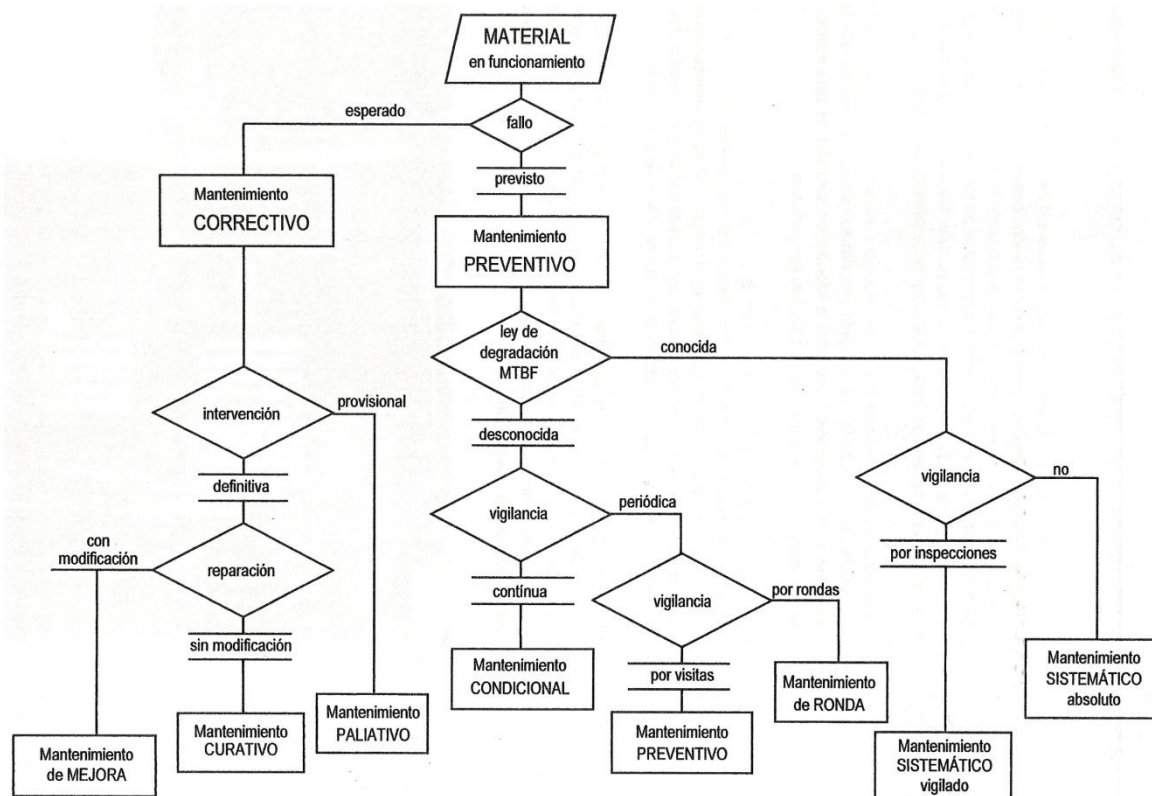 MATERIAL
en funcionamiento
esperado
fallo
previsto
Mantenimiento
CORRECTIVO
Mantenimiento
PREVENTIVO
ley de
degradación
MTBF
conocida
intervención
provisional
desconocida
definitiva
vigilancia
periódica
vigilancia
no
por inspecciones
con
modificación
reparación
contínua
vigilancia
por rondas
sin modificación
Mantenimiento
CONDICIONAL
por visitas
Mantenimiento
de RONDA
Mantenimiento
SISTEMÁTICO
absoluto
Mantenimiento
de MEJORA
Mantenimiento
CURATIVO
Mantenimiento
PALIATIVO
Mantenimiento
PREVENTIVO
Mantenimiento
SISTEMÁTICO
vigilado